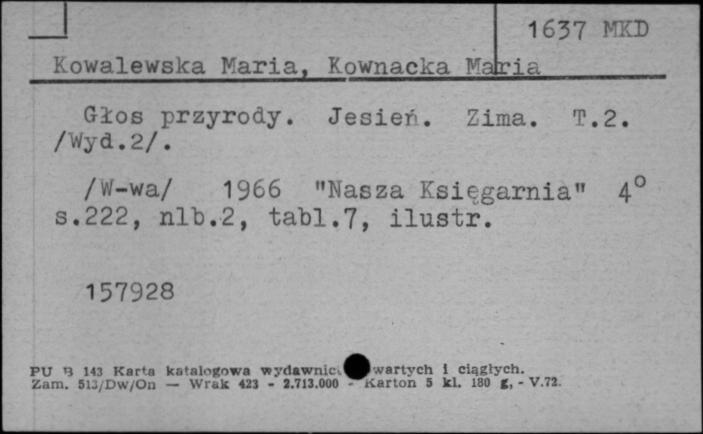 1637 MKD
Kowalewska Maria, Kownacka Maria
Głos przyrody. Jesień. Zima. T.2.
/Wyd.2/.
/W-wa/ 1966 "Nasza Księgarnia" 4°
s.222, nlb.2, tabl.7, ilustr.
157928
PU B 143 Karta katalogowa wartych i ciągłych.
Zam. 513/Dw/On — Wrak 423 - 2.713.000 - Karton 5 kl. 180 g, - V.72.